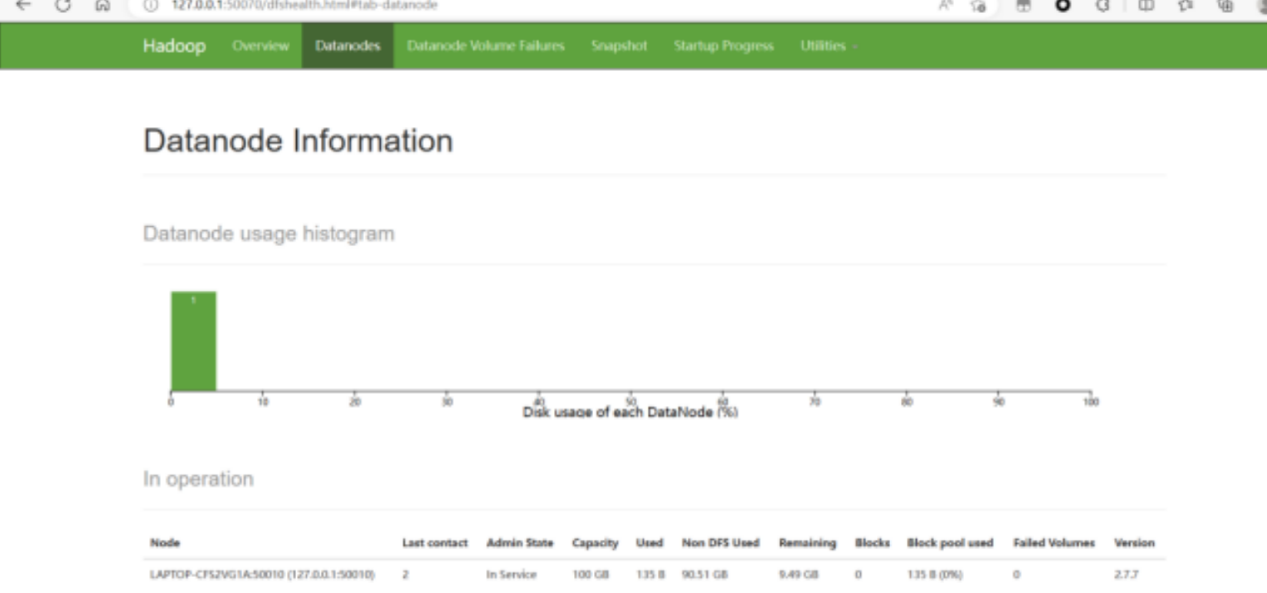 127.0.0.1:50070/dfshealth.html#tab-datanode
Hadoop Overview Datanodes Datanode Volume Failures Snapshot Startup Progress Utilities
Datanode Information
Datanode usage histogram
1
0 10 20 30 40 50 60 70 80 90 100
Disk usage of each DataNode (%)
In operation
Node Last contact Admin State Capacity Used Non DFS Used Remaining Blocks Block pool used Failed Volumes Version
LAPTOP-CFS2VG1A:50010 (127.0.0.1:50010) 2 In Service 100 GB 135 B 90.51 GB 9.49 GB 0 135 B (0%) 0 2.7.7